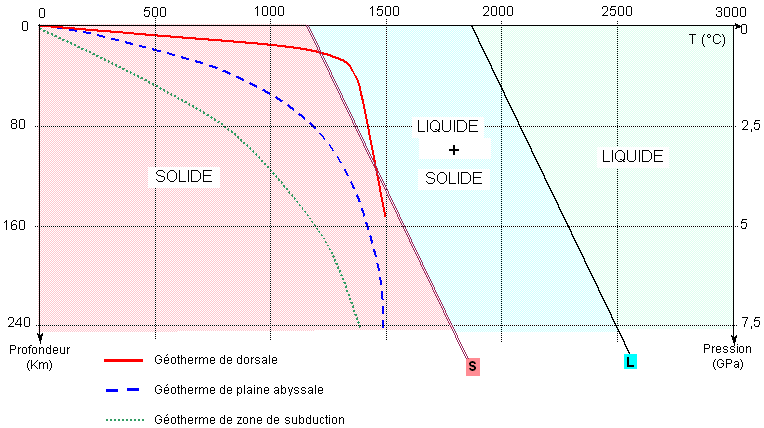 0 500 1000 1500 2000 2500 3000
0 0
T (°C)
80 2,5
LIQUIDE
+
SOLIDE
LIQUIDE
SOLIDE
160 5
240 7,5
Profondeur
(Km)
Pression
(GPa)
S
L
Géotherme de dorsale
Géotherme de plaine abyssale
Géotherme de zone de subduction